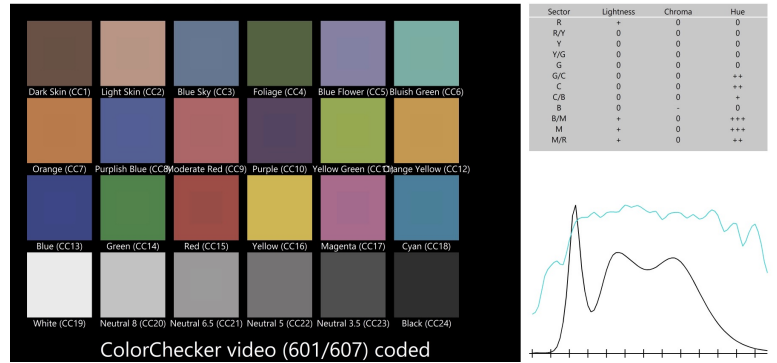 Dark Skin (CC1) Light Skin (CC2) Blue Sky (CC3) Foliage (CC4) Blue Flower (CC5) Bluish Green (CC6)
Orange (CC7) Purplish Blue (CC8) Moderate Red (CC9) Purple (CC10) Yellow Green (CC11) Orange Yellow (CC12)
Blue (CC13) Green (CC14) Red (CC15) Yellow (CC16) Magenta (CC17) Cyan (CC18)
White (CC19) Neutral 8 (CC20) Neutral 6.5 (CC21) Neutral 5 (CC22) Neutral 3.5 (CC23) Black (CC24)
ColorChecker video (601/607) coded
Sector Lightness Chroma Hue
R + 0 0
R/Y 0 0 0
Y 0 0 0
Y/G 0 0 0
G 0 0 0
G/C 0 0 ++
C 0 0 ++
C/B 0 0 +
B 0 - 0
B/M + 0 +++
M + 0 +++
M/R + 0 ++